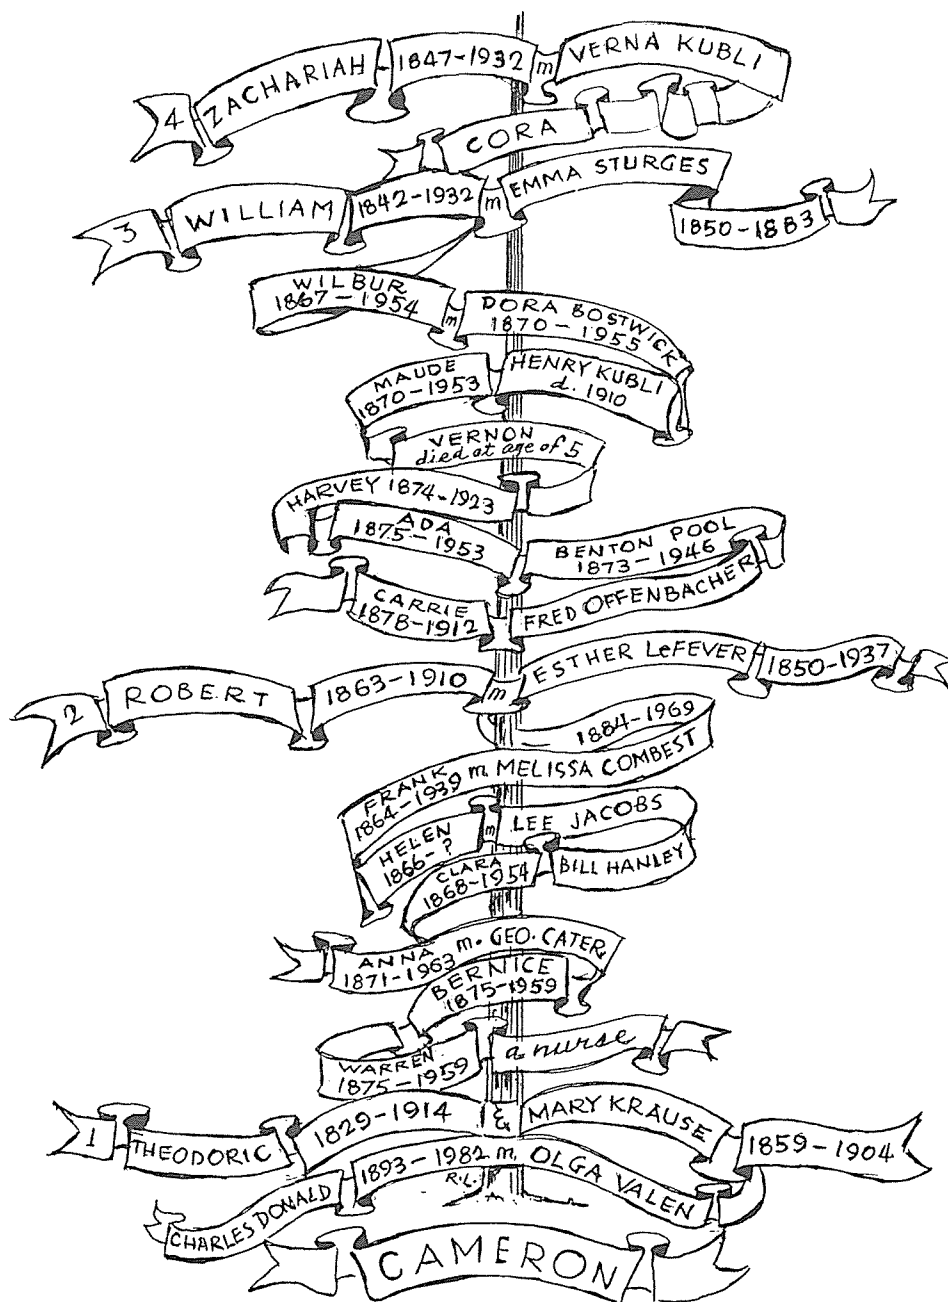 4 ZACHARIAH 1847-1932 m VERNA KUBLI
CORA
3 WILLIAM 1842-1932 m EMMA STURGES
1850-1883
WILBUR
1867-1954 m DORA BOSTWICK
1870-1955
MAUDE
1870-1953 HENRY KUBLI
d. 1910
VERNON
died at age of 5
HARVEY 1874-1923
ADA
1875-1953 BENTON POOL
1873-1946
CARRIE
1878-1912 FRED OFFENBACHER
2 ROBERT 1863-1910 m ESTHER LeFEVER 1850-1937
1884-1969
FRANK m. MELISSA COMBEST
1864-1939
HELEN
1866-? m LEE JACOBS
CLARA
1868-1954 BILL HANLEY
ANNA m. GEO. CATER
1871-1963
BERNICE
1875-1959
WARREN
1875-1959 a nurse
1 THEODORIC 1829-1914 & MARY KRAUSE 1859-1904
CHARLES DONALD 1893-1982 m. OLGA VALEN
R.L.
CAMERON